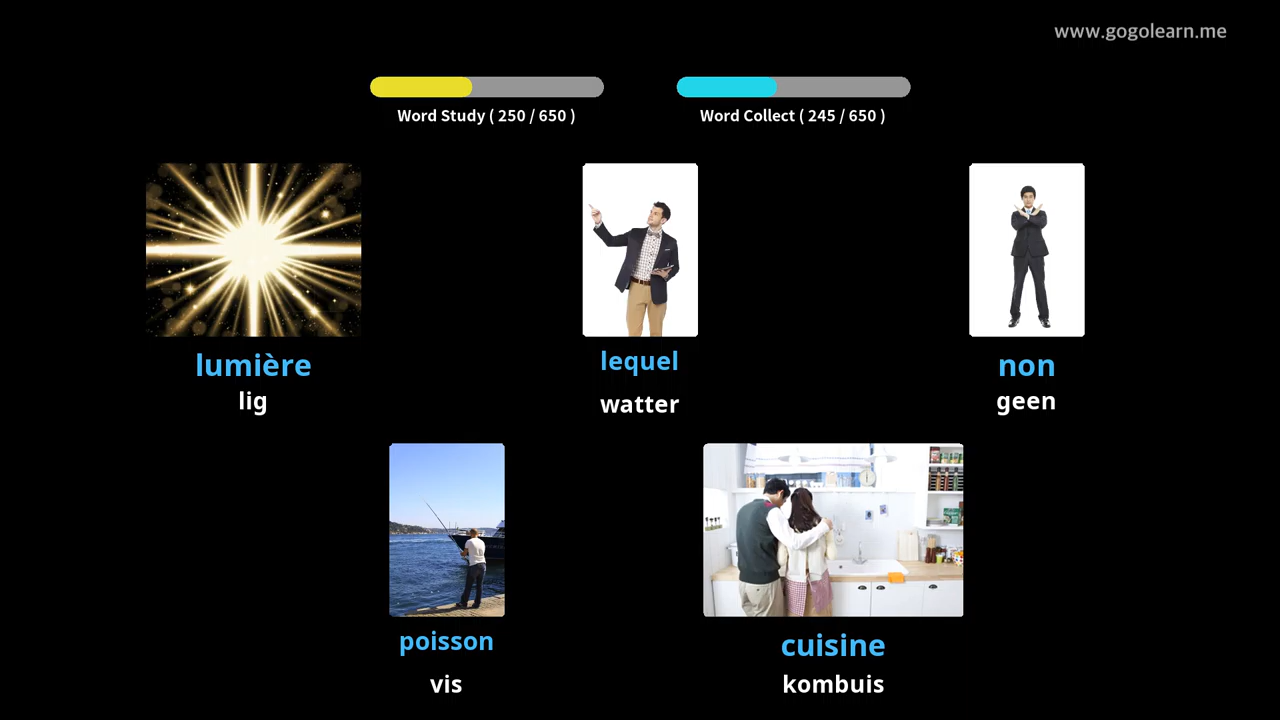 www.gogolearn.me
Word Study ( 250 / 650 )
Word Collect ( 245 / 650 )
lumière
lig
lequel
watter
non
geen
poisson
vis
cuisine
kombuis